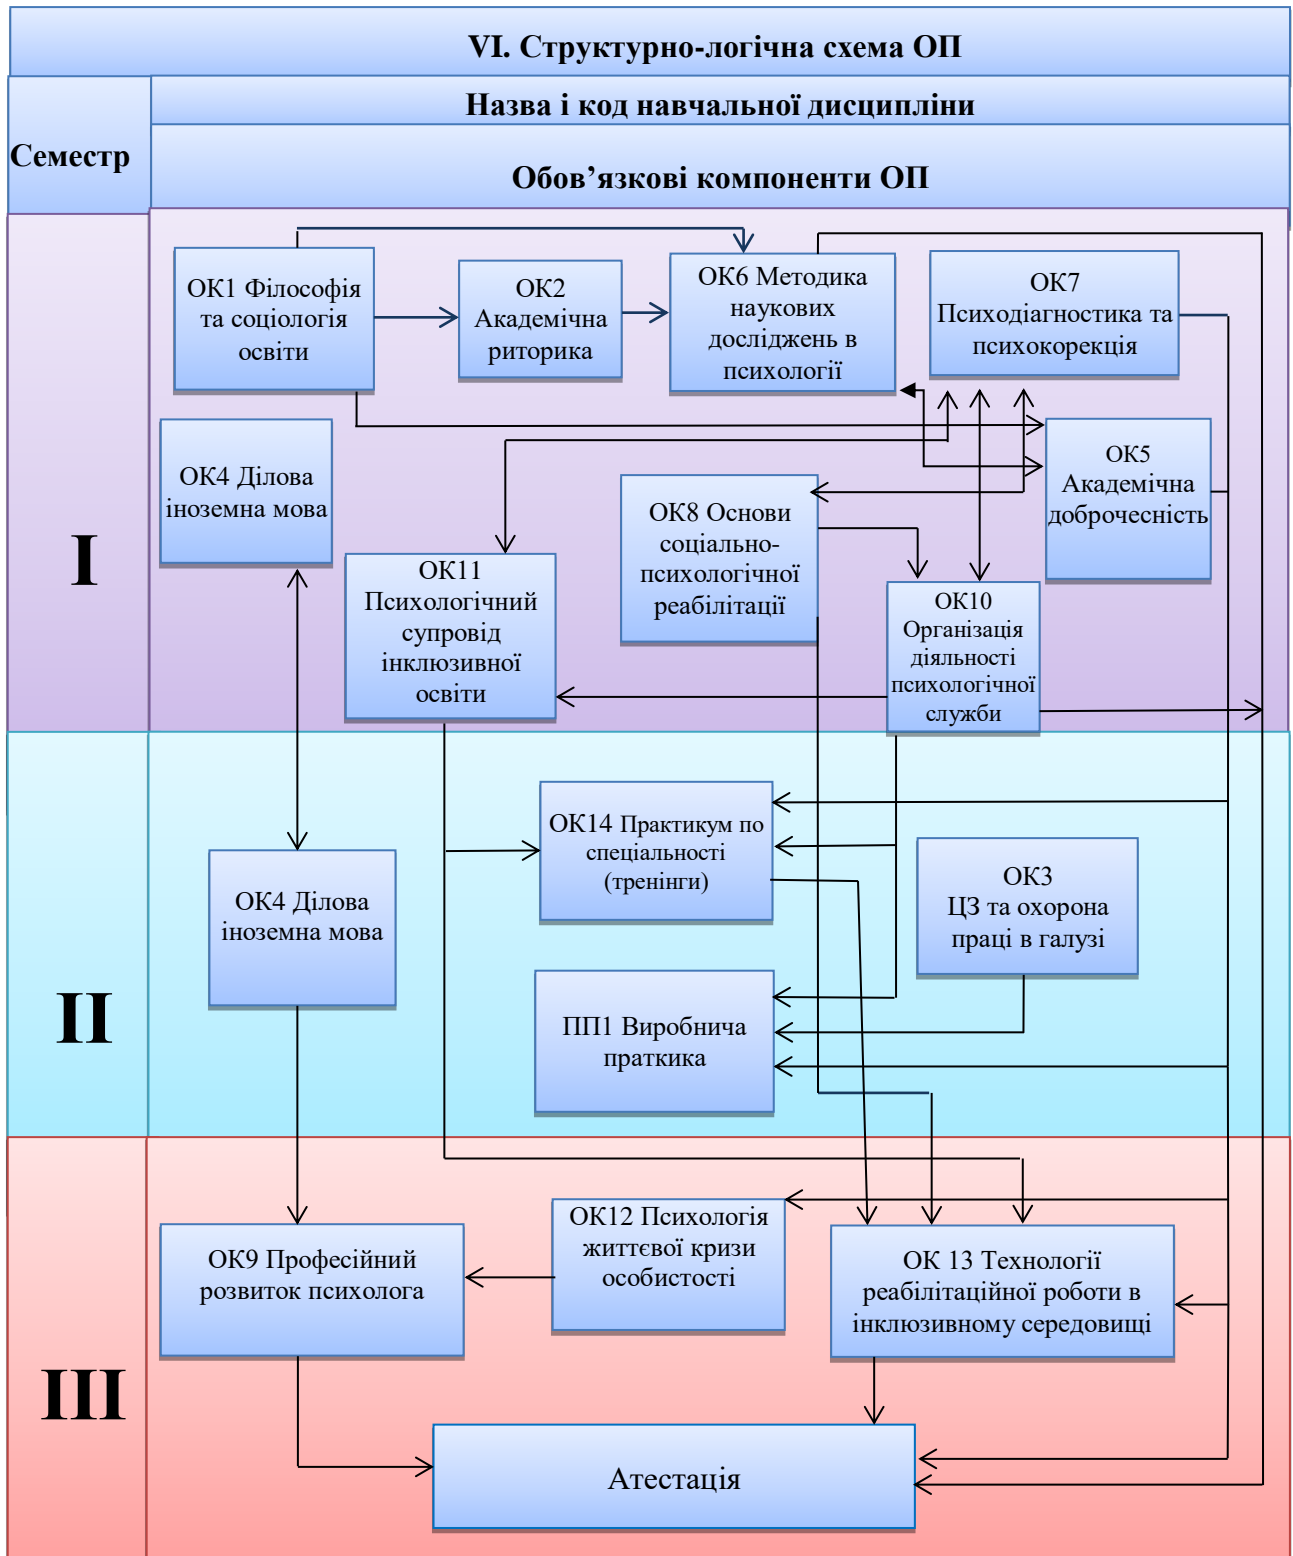 VI. Структурно-логічна схема ОП
Семестр
Назва і код навчальної дисципліни
Обов’язкові компоненти ОП
I
ОК1 Філософія
та соціологія
освіти
ОК2
Академічна
риторика
ОК6 Методика
наукових
досліджень в
психології
ОК7
Психодіагностика та
психокорекція
ОК4 Ділова
іноземна мова
ОК5
Академічна
доброчесність
ОК8 Основи
соціально-
психологічної
реабілітації
ОК11
Психологічний
супровід
інклюзивної
освіти
ОК10
Організація
діяльності
психологічної
служби
II
ОК14 Практикум по
спеціальності
(тренінги)
ОК4 Ділова
іноземна мова
ОК3
ЦЗ та охорона
праці в галузі
ПП1 Виробнича
праткика
III
ОК9 Професійний
розвиток психолога
ОК12 Психологія
життєвої кризи
особистості
ОК 13 Технології
реабілітаційної роботи в
інклюзивному середовищі
Атестація